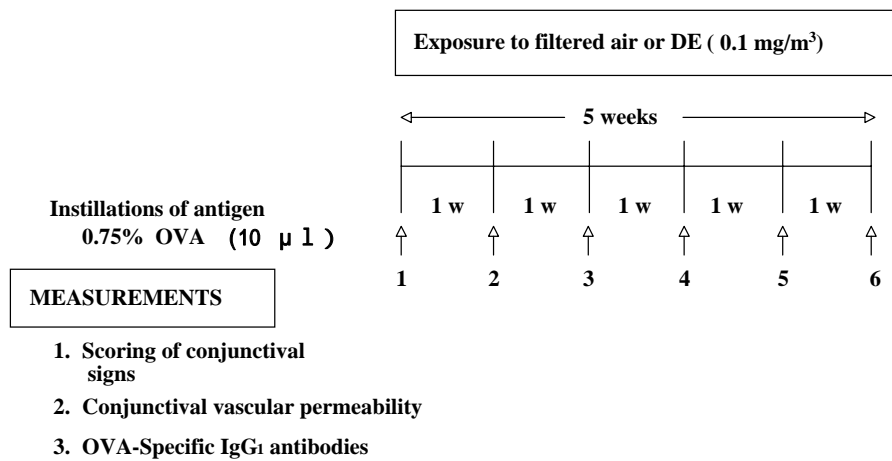 Exposure to filtered air or DE ( 0.1 mg/m³)
5 weeks
1 w 1 w 1 w 1 w 1 w
Instillations of antigen
0.75% OVA (10 μl)
1 2 3 4 5 6
MEASUREMENTS
1. Scoring of conjunctival
signs
2. Conjunctival vascular permeability
3. OVA-Specific IgG₁ antibodies